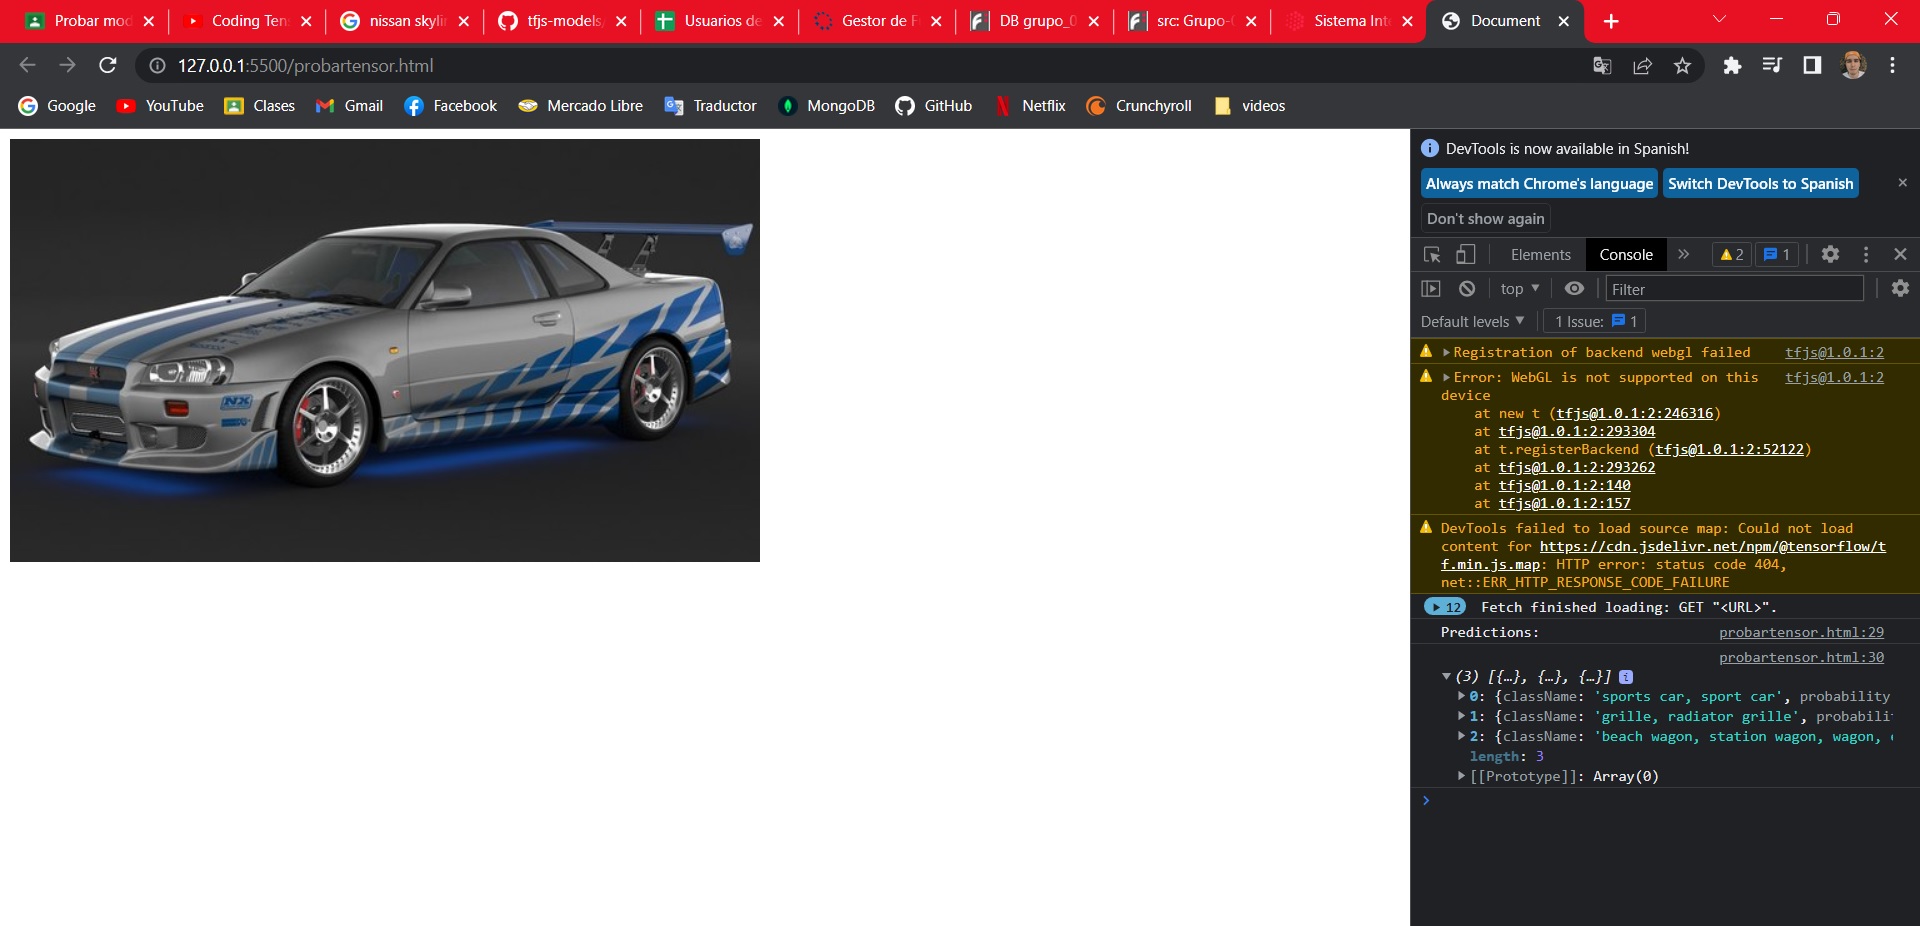 Probar mod
Coding Ten
nissan skylin
tfjs-models/
Usuarios de
Gestor de F
DB grupo_0
src: Grupo-0
Sistema Inte
Document
127.0.0.1:5500/probartensor.html
Google
YouTube
Clases
Gmail
Facebook
Mercado Libre
Traductor
MongoDB
GitHub
Netflix
Crunchyroll
videos
NX
DevTools is now available in Spanish!
Always match Chrome's language
Switch DevTools to Spanish
Don't show again
Elements
Console
2
1
top
Filter
Default levels
1 Issue: 1
Registration of backend webgl failed tfjs@1.0.1:2
Error: WebGL is not supported on this tfjs@1.0.1:2
device
at new t (tfjs@1.0.1:2:246316)
at tfjs@1.0.1:2:293304
at t.registerBackend (tfjs@1.0.1:2:52122)
at tfjs@1.0.1:2:293262
at tfjs@1.0.1:2:140
at tfjs@1.0.1:2:157
DevTools failed to load source map: Could not load
content for https://cdn.jsdelivr.net/npm/@tensorflow/t
f.min.js.map: HTTP error: status code 404,
net::ERR_HTTP_RESPONSE_CODE_FAILURE
12 Fetch finished loading: GET "<URL>".
Predictions: probartensor.html:29
probartensor.html:30
(3) [{…}, {…}, {…}] i
0: {className: 'sports car, sport car', probability
1: {className: 'grille, radiator grille', probabili
2: {className: 'beach wagon, station wagon, wagon,
length: 3
[[Prototype]]: Array(0)